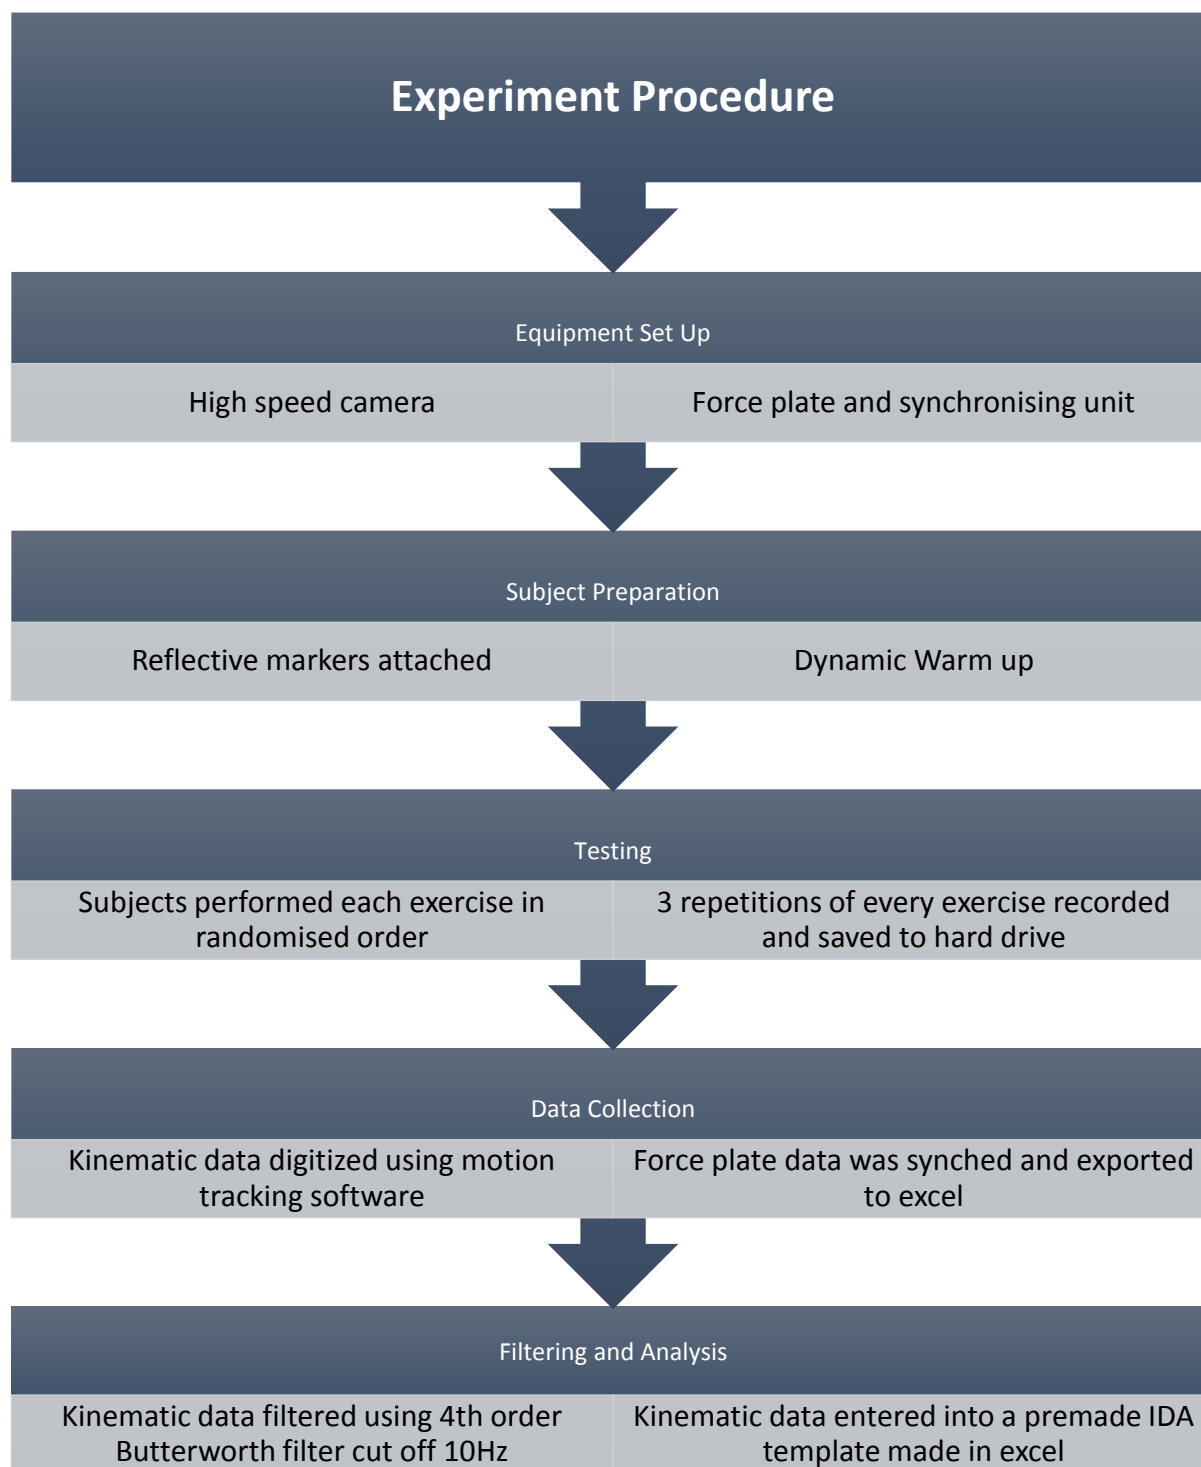 Experiment Procedure
Equipment Set Up
High speed camera
Force plate and synchronising unit
Subject Preparation
Reflective markers attached
Dynamic Warm up
Testing
Subjects performed each exercise in
randomised order
3 repetitions of every exercise recorded
and saved to hard drive
Data Collection
Kinematic data digitized using motion
tracking software
Force plate data was synched and exported
to excel
Filtering and Analysis
Kinematic data filtered using 4th order
Butterworth filter cut off 10Hz
Kinematic data entered into a premade IDA
template made in excel